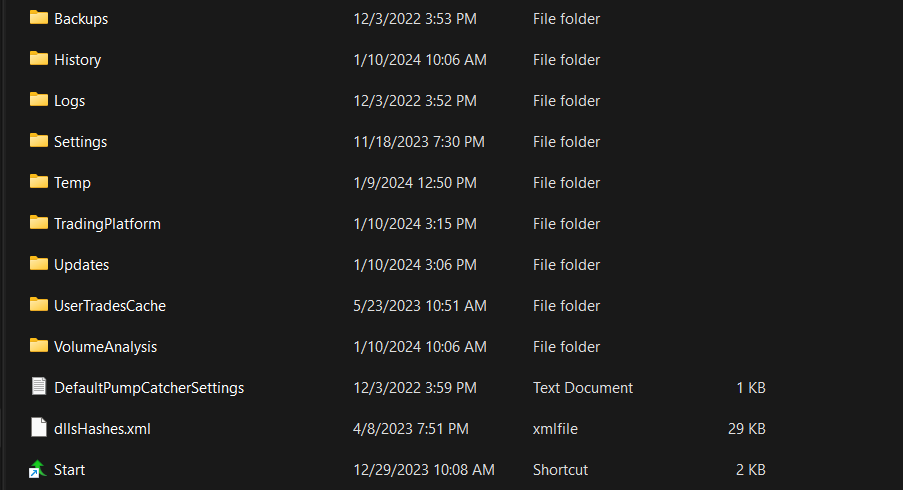 Backups 12/3/2022 3:53 PM File folder
History 1/10/2024 10:06 AM File folder
Logs 12/3/2022 3:52 PM File folder
Settings 11/18/2023 7:30 PM File folder
Temp 1/9/2024 12:50 PM File folder
TradingPlatform 1/10/2024 3:15 PM File folder
Updates 1/10/2024 3:06 PM File folder
UserTradesCache 5/23/2023 10:51 AM File folder
VolumeAnalysis 1/10/2024 10:06 AM File folder
DefaultPumpCatcherSettings 12/3/2022 3:59 PM Text Document 1 KB
dllsHashes.xml 4/8/2023 7:51 PM xmlfile 29 KB
Start 12/29/2023 10:08 AM Shortcut 2 KB